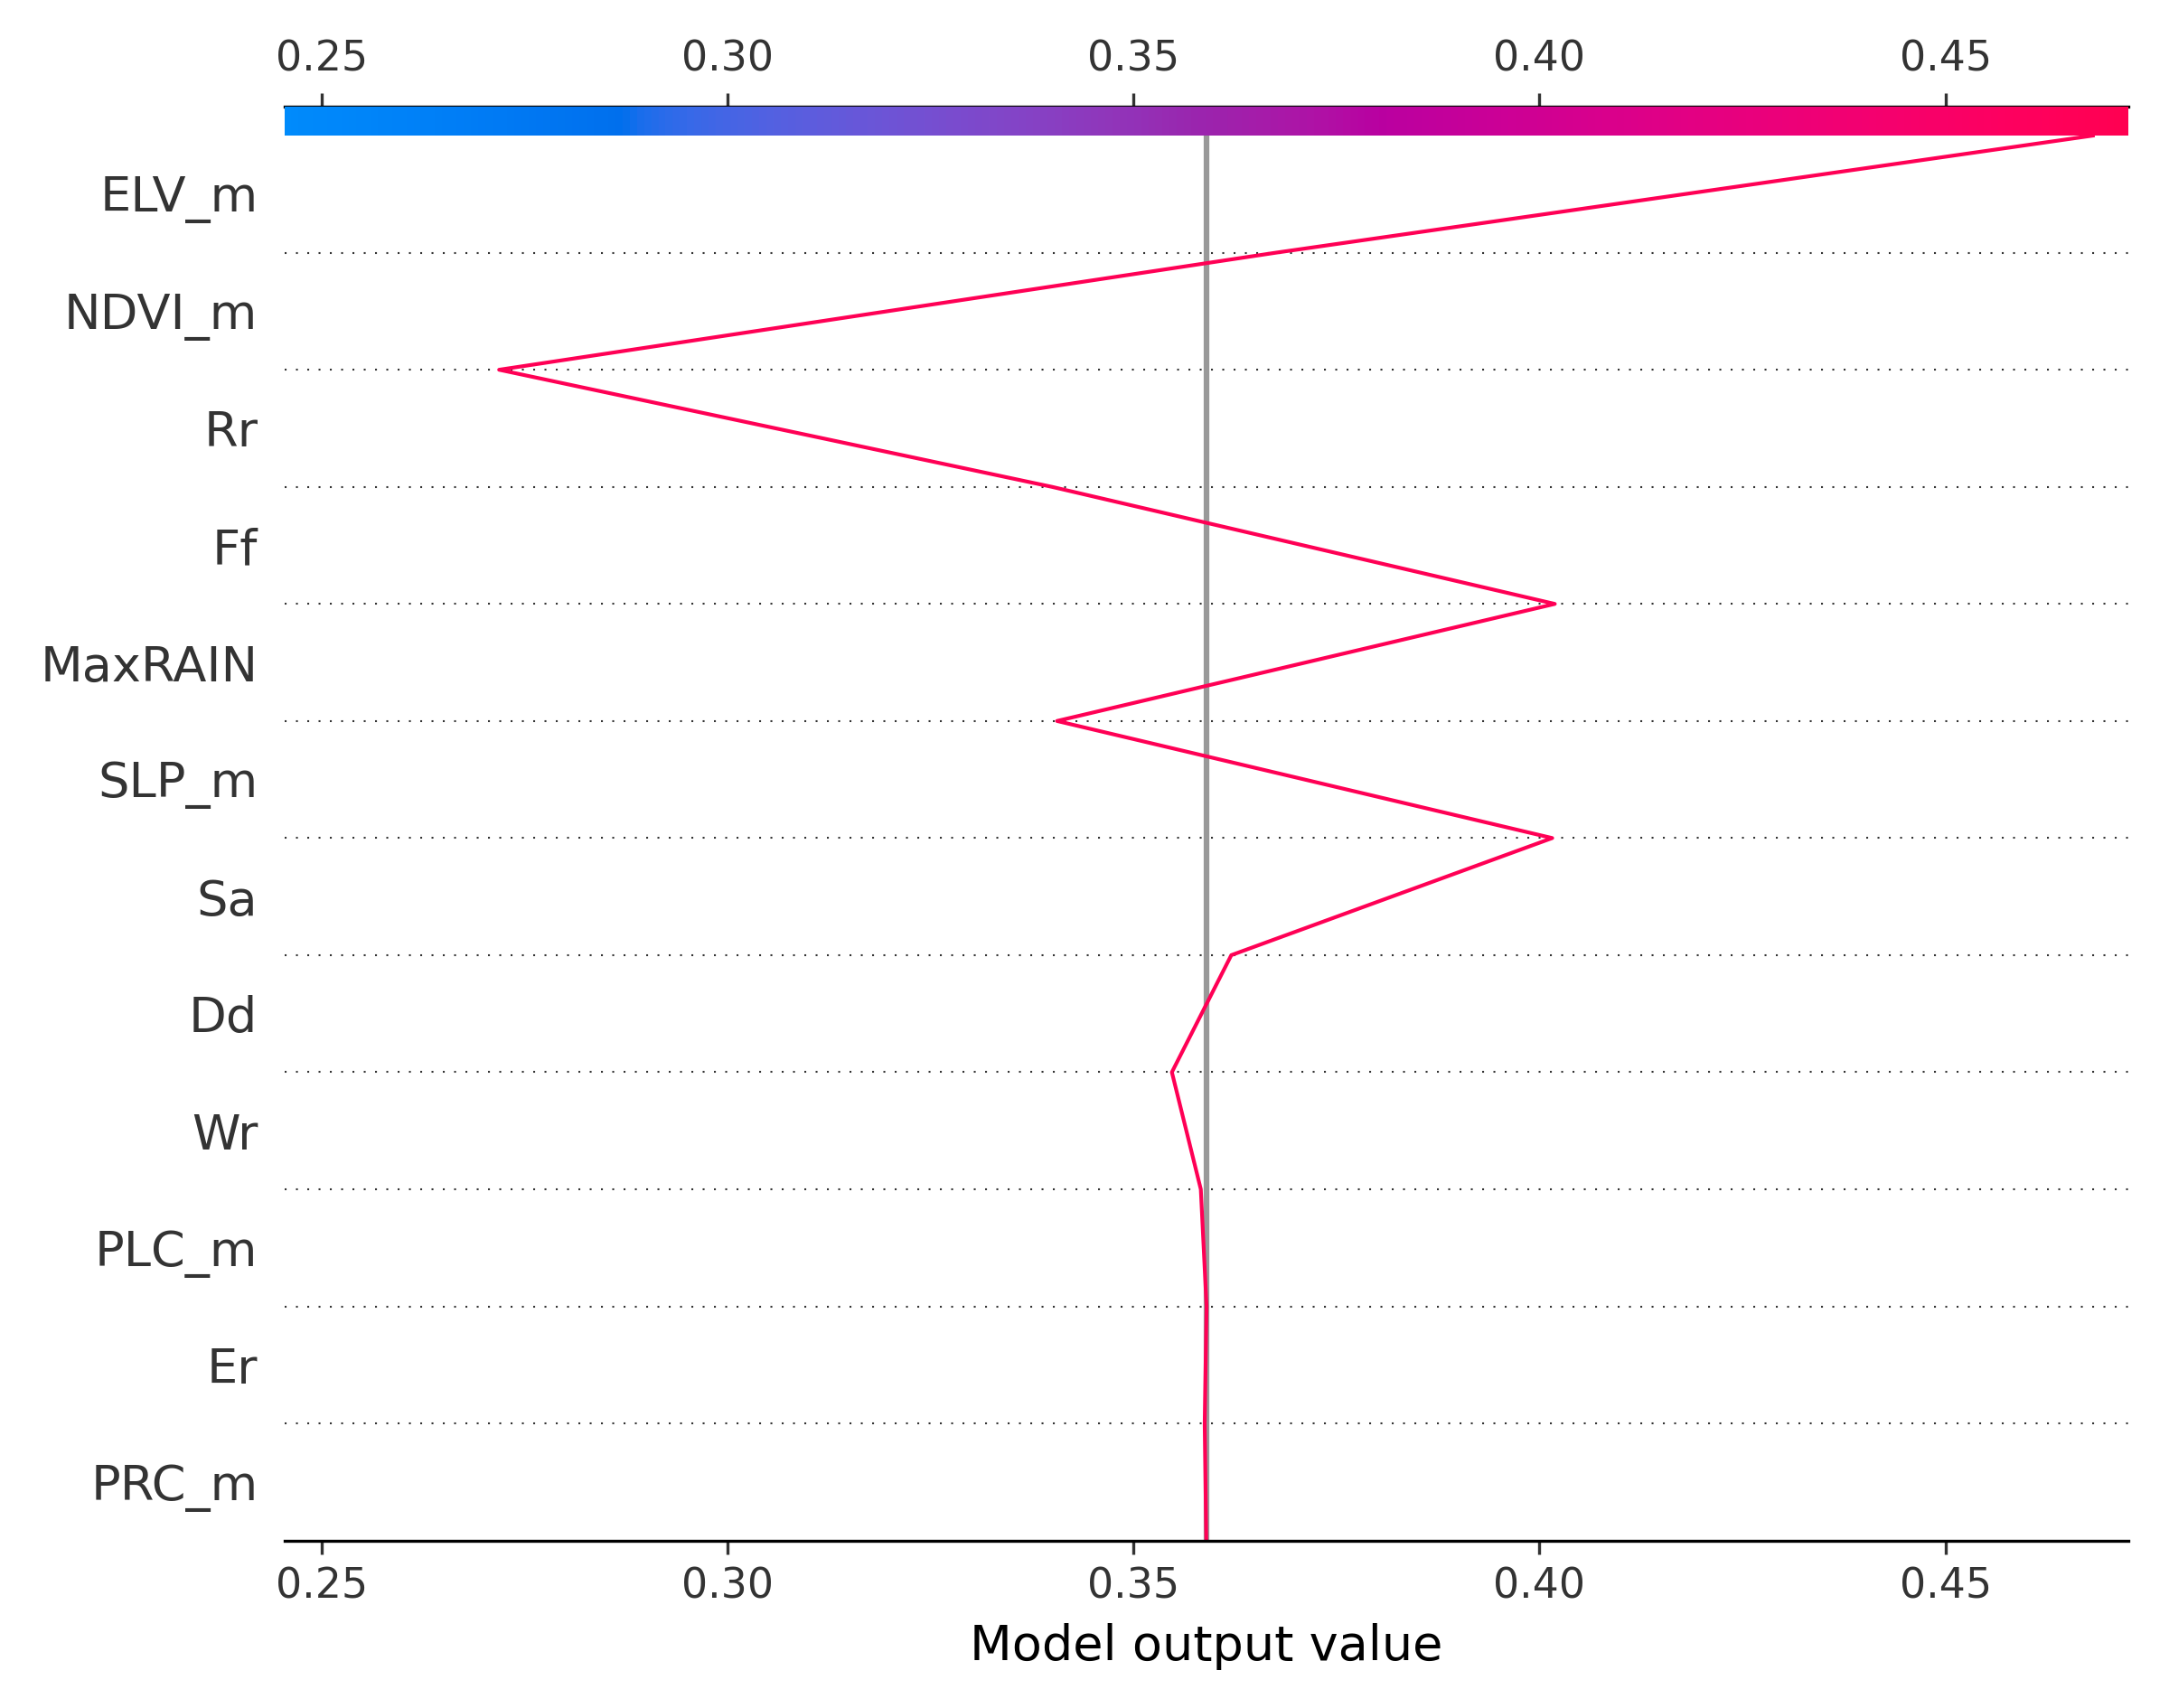 0.25 0.30 0.35 0.40 0.45
ELV_m
NDVI_m
Rr
Ff
MaxRAIN
SLP_m
Sa
Dd
Wr
PLC_m
Er
PRC_m
0.25 0.30 0.35 0.40 0.45
Model output value